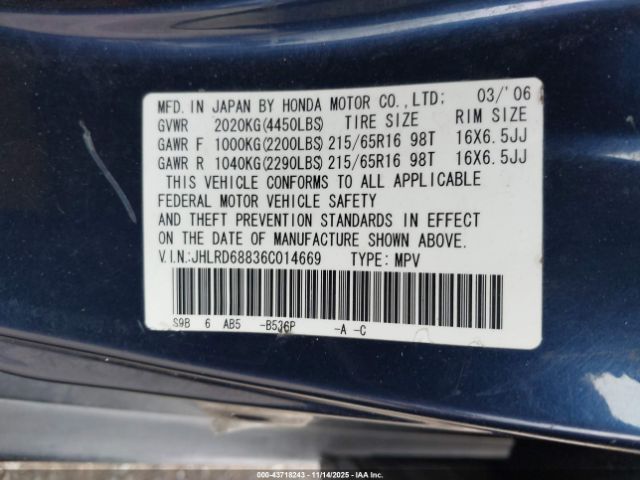 MFD. IN JAPAN BY HONDA MOTOR CO.,LTD; 03/'06
GVWR 2020KG(4450LBS) TIRE SIZE RIM SIZE
GAWR F 1000KG(2200LBS) 215/65R16 98T 16X6.5JJ
GAWR R 1040KG(2290LBS) 215/65R16 98T 16X6.5JJ
THIS VEHICLE CONFORMS TO ALL APPLICABLE
FEDERAL MOTOR VEHICLE SAFETY
AND THEFT PREVENTION STANDARDS IN EFFECT
ON THE DATE OF MANUFACTURE SHOWN ABOVE.
V.I.N.:JHLRD68836C014669 TYPE: MPV
S9B 6 AB5 -B536P -A -C
000-43718243 - 11/14/2025 - IAAI.com